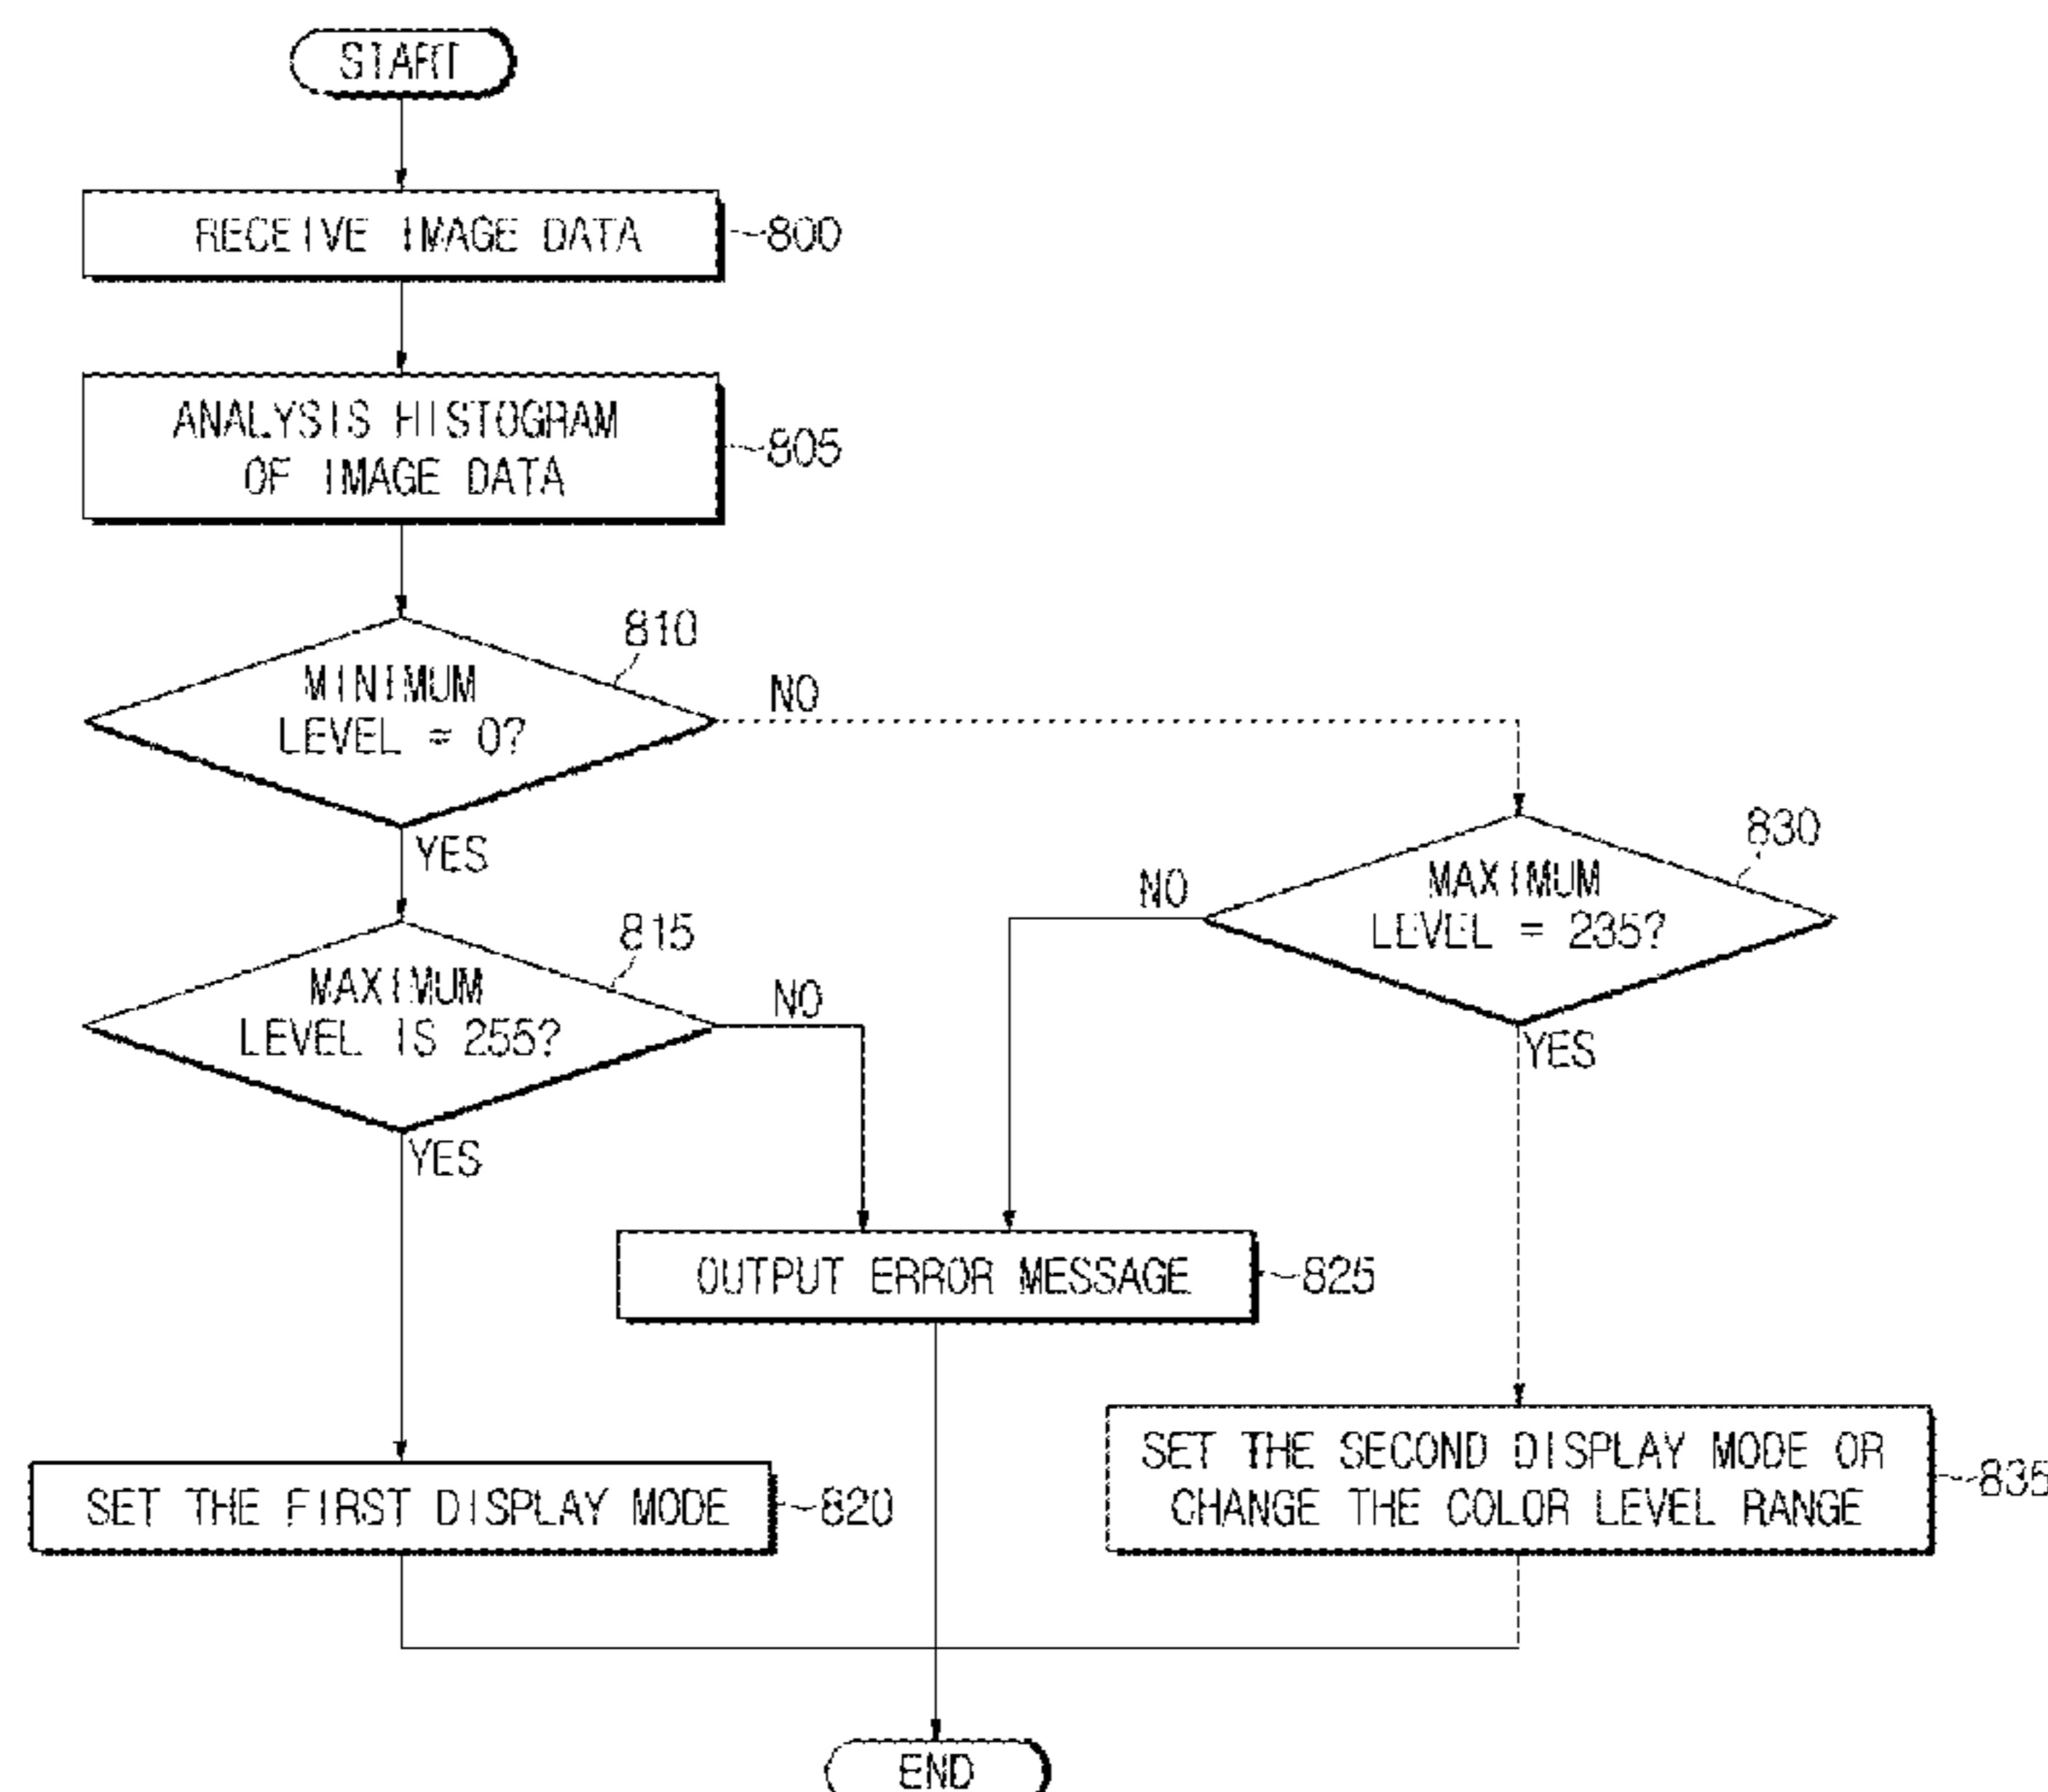 START
RECEIVE IMAGE DATA
800
ANALYSIS HISTOGRAM
OF IMAGE DATA
805
810
MINIMUM
LEVEL = 0?
NO
YES
830
MAXIMUM
LEVEL = 235?
NO
YES
815
MAXIMUM
LEVEL IS 255?
NO
YES
OUTPUT ERROR MESSAGE
825
SET THE FIRST DISPLAY MODE
820
SET THE SECOND DISPLAY MODE OR
CHANGE THE COLOR LEVEL RANGE
835
END